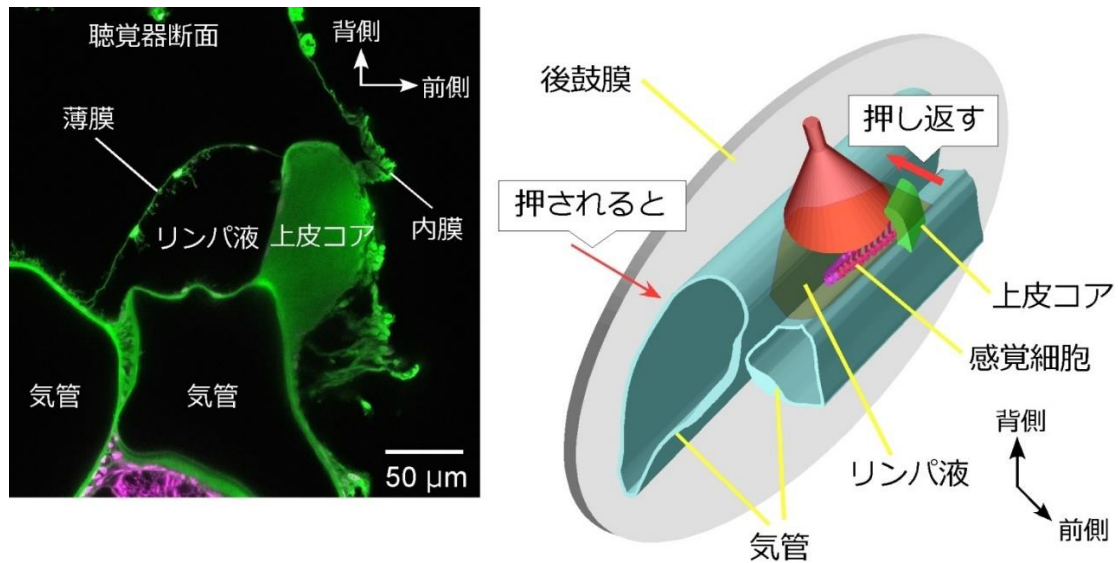 聴覚器断面
背側
前側
薄膜
リンパ液
上皮コア
内膜
気管
気管
50 µm
後鼓膜
押し返す
押されると
上皮コア
感覚細胞
リンパ液
気管
背側
前側